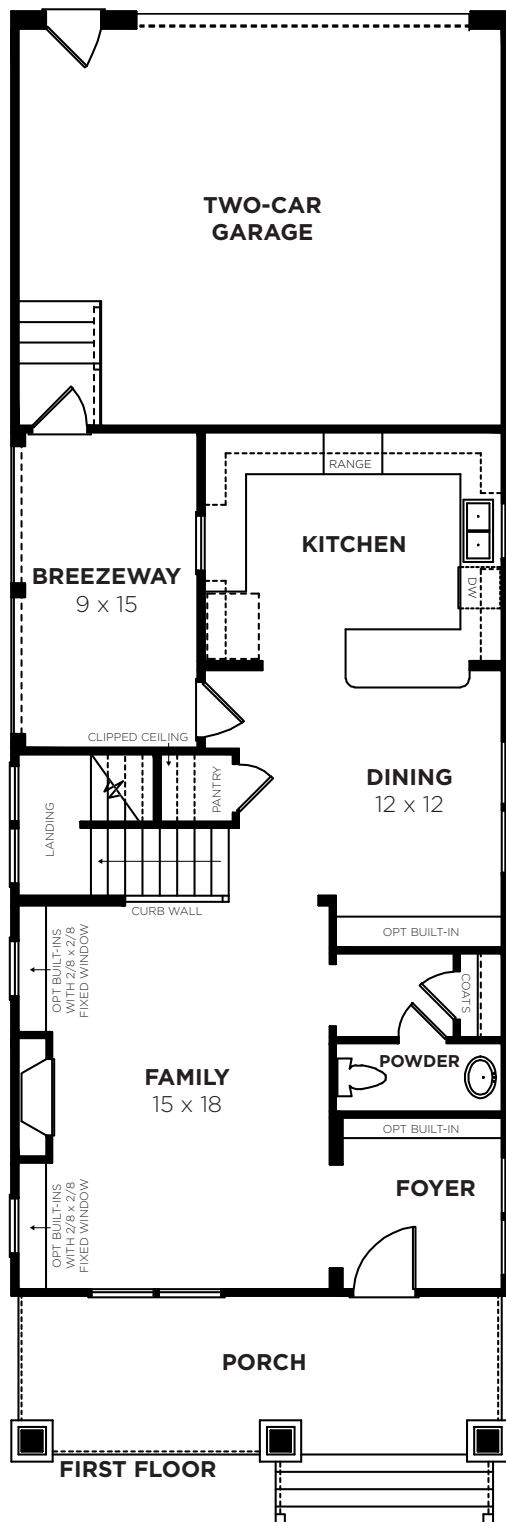 TWO-CAR
GARAGE
RANGE
KITCHEN
DW
BREEZEWAY
9 x 15
CLIPPED CEILING
PANTRY
LANDING
DINING
12 x 12
CURB WALL
OPT BUILT-IN
OPT BUILT-INS
WITH 2/8 x 2/8
FIXED WINDOW
COATS
POWDER
FAMILY
15 x 18
OPT BUILT-IN
FOYER
OPT BUILT-INS
WITH 2/8 x 2/8
FIXED WINDOW
PORCH
FIRST FLOOR